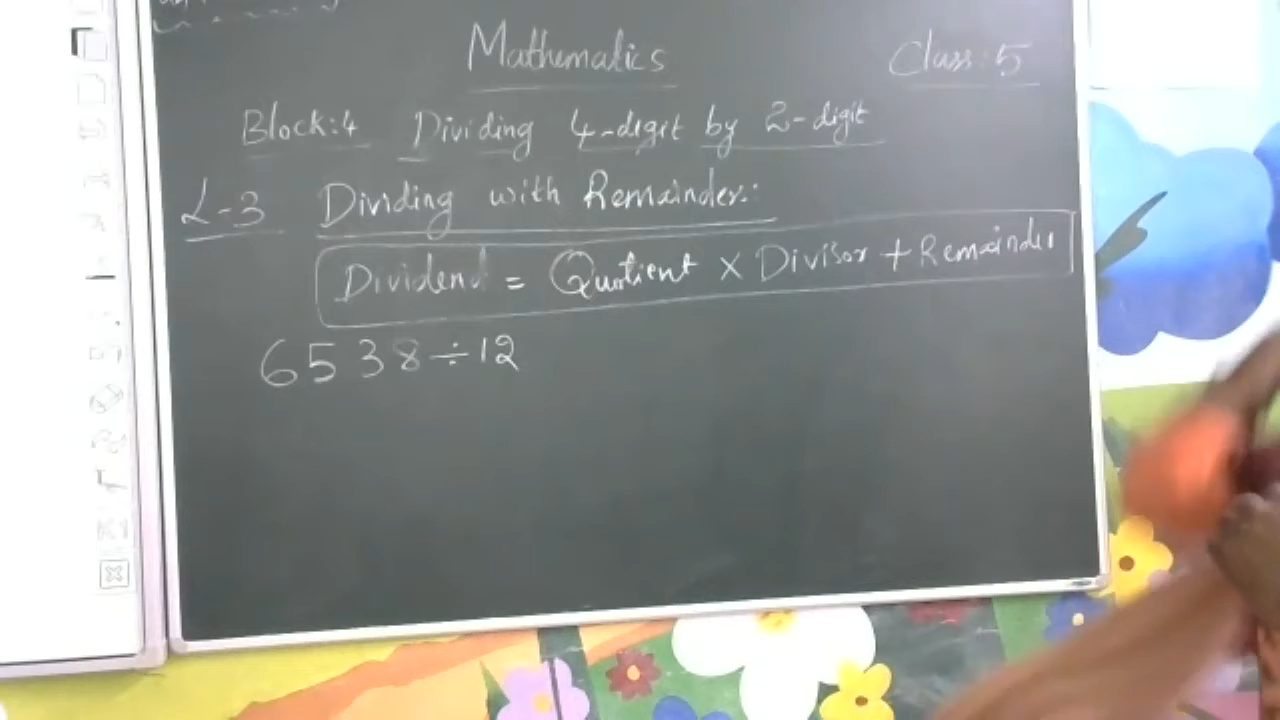 Mathematics
Class: 5
Block:4 Dividing 4-digit by 2-digit
L-3 Dividing with Remainder:
Dividend = Quotient × Divisor + Remainder
6538÷12